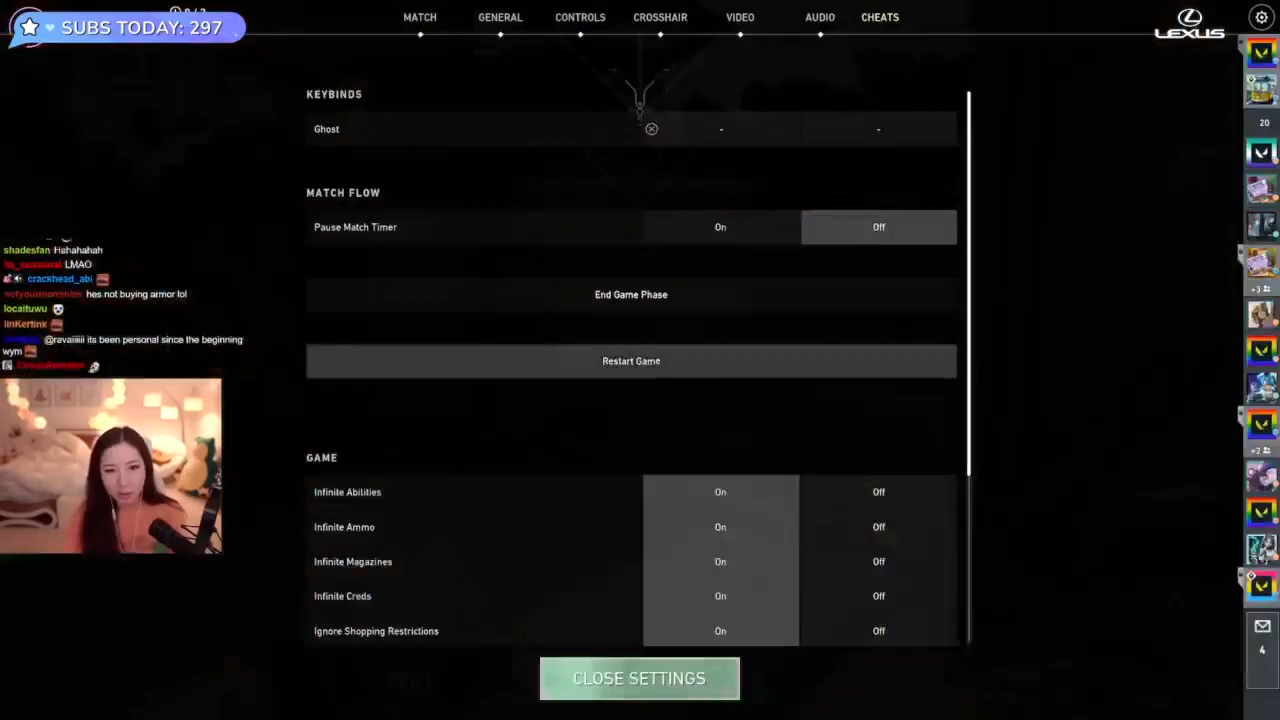 SUBS TODAY: 297
MATCH
GENERAL
CONTROLS
CROSSHAIR
VIDEO
AUDIO
CHEATS
LEXUS
KEYBINDS
Ghost - -
MATCH FLOW
Pause Match Timer On Off
End Game Phase
Restart Game
GAME
Infinite Abilities On Off
Infinite Ammo On Off
Infinite Magazines On Off
Infinite Creds On Off
Ignore Shopping Restrictions On Off
CLOSE SETTINGS
shadesfan Hahahahah
LMAO
crackhead_abi
hes not buying armor lol
locaituwu
linKertink
@ravaiiiiii its been personal since the beginning
wym
20
+3
+2
4